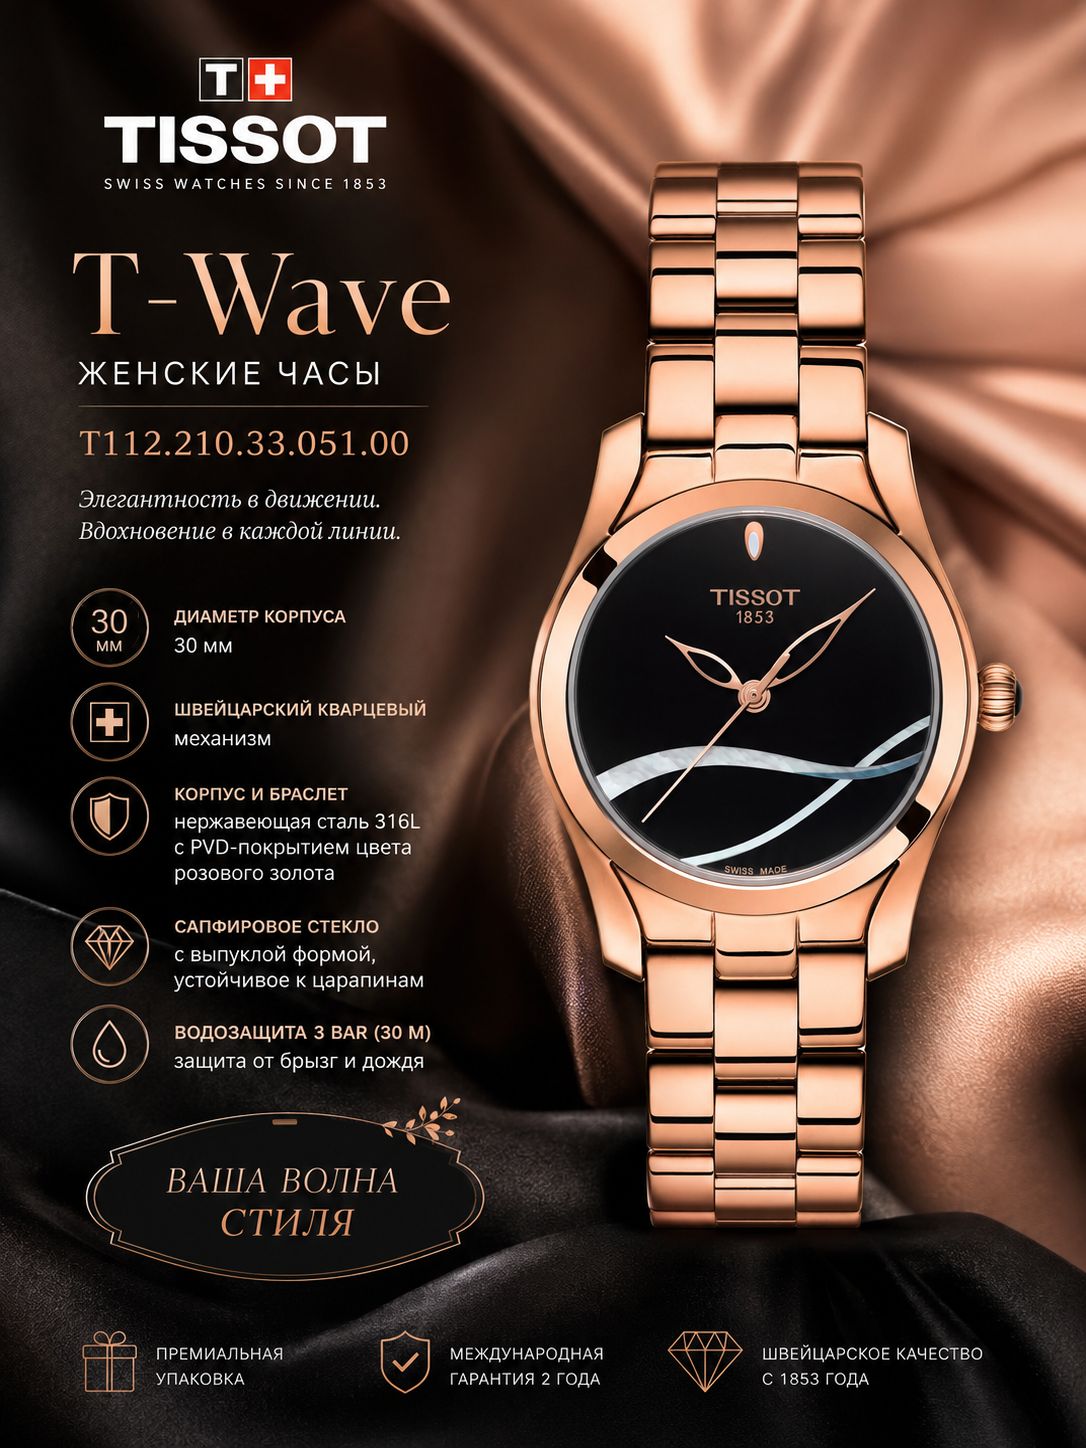 T+
TISSOT
SWISS WATCHES SINCE 1853
T-Wave
ЖЕНСКИЕ ЧАСЫ
T112.210.33.051.00
Элегантность в движении.
Вдохновение в каждой линии.
30
ММ
ДИАМЕТР КОРПУСА
30 мм
ШВЕЙЦАРСКИЙ КВАРЦЕВЫЙ
механизм
КОРПУС И БРАСЛЕТ
нержавеющая сталь 316L
с PVD-покрытием цвета
розового золота
САПФИРОВОЕ СТЕКЛО
с выпуклой формой,
устойчивое к царапинам
ВОДОЗАЩИТА 3 BAR (30 М)
защита от брызг и дождя
ВАША ВОЛНА
СТИЛЯ
TISSOT
1853
SWISS MADE
ПРЕМИАЛЬНАЯ
УПАКОВКА
МЕЖДУНАРОДНАЯ
ГАРАНТИЯ 2 ГОДА
ШВЕЙЦАРСКОЕ КАЧЕСТВО
С 1853 ГОДА